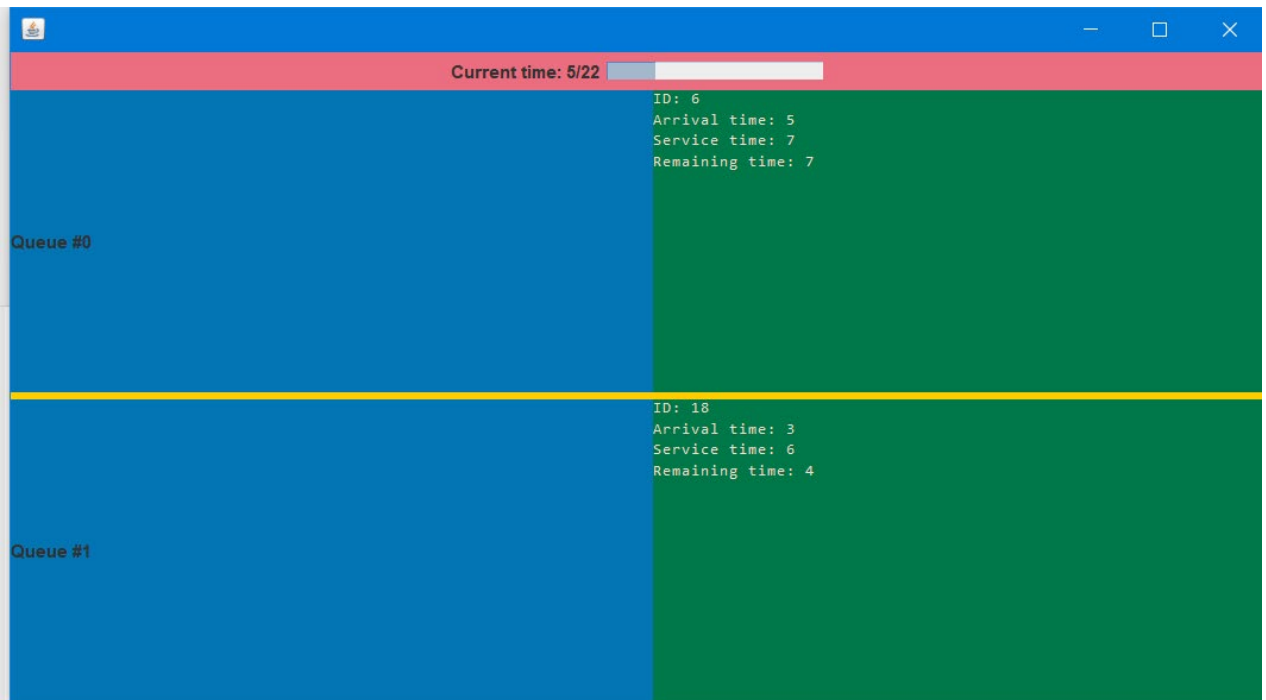 Current time: 5/22
ID: 6
Arrival time: 5
Service time: 7
Remaining time: 7
Queue #0
ID: 18
Arrival time: 3
Service time: 6
Remaining time: 4
Queue #1